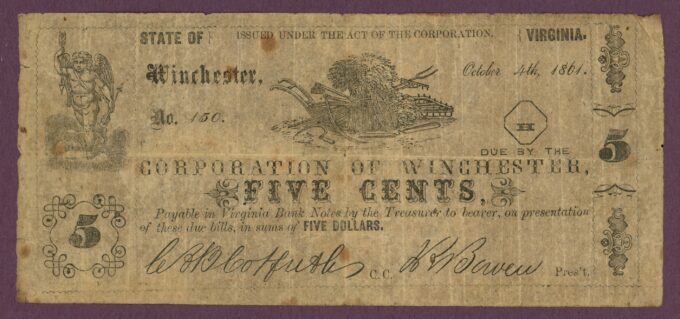 STATE OF ISSUED UNDER THE ACT OF THE CORPORATION. VIRGINIA.
Winchester, October 4th, 1861.
No. 150.
H
DUE BY THE
5
CORPORATION OF WINCHESTER,
FIVE CENTS,
Payable in Virginia Bank Notes by the Treasurer to bearer, on presentation
5
of these due bills, in sums of FIVE DOLLARS.
C.C. Bowen Pres't.